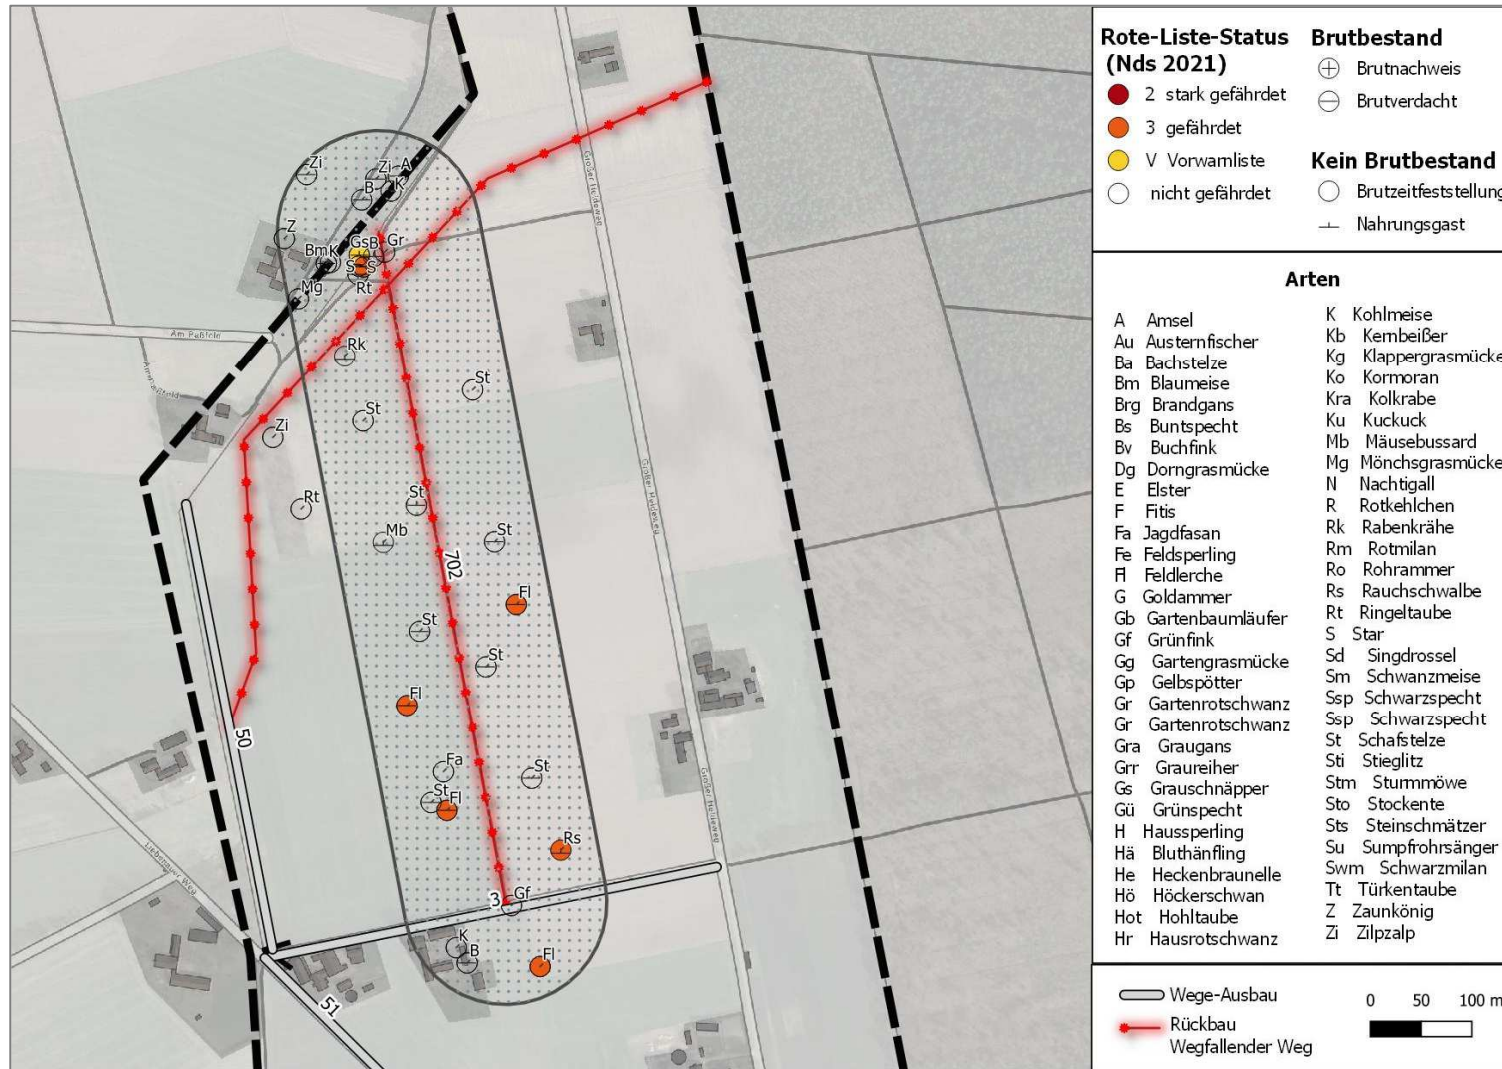 Rote-Liste-Status
(Nds 2021)
2 stark gefährdet
3 gefährdet
V Vorwarnliste
nicht gefährdet
Brutbestand
Brutnachweis
Brutverdacht
Kein Brutbestand
Brutzeitfeststellung
Nahrungsgast
Arten
A Amsel
Au Austernfischer
Ba Bachstelze
Bm Blaumeise
Brg Brandgans
Bs Buntspecht
Bv Buchfink
Dg Dorngrasmücke
E Elster
F Fitis
Fa Jagdfasan
Fe Feldsperling
Fl Feldlerche
G Goldammer
Gb Gartenbaumläufer
Gf Grünfink
Gg Gartengrasmücke
Gp Gelbspötter
Gr Gartenrotschwanz
Gr Gartenrotschwanz
Gra Graugans
Grr Graureiher
Gs Grauschnäpper
Gü Grünspecht
H Haussperling
Hä Bluthänfling
He Heckenbraunelle
Hö Höckerschwan
Hot Hohltaube
Hr Hausrotschwanz
K Kohlmeise
Kb Kernbeißer
Kg Klappergrasmücke
Ko Kormoran
Kra Kolkrabe
Ku Kuckuck
Mb Mäusebussard
Mg Mönchsgrasmücke
N Nachtigall
R Rotkehlchen
Rk Rabenkrähe
Rm Rotmilan
Ro Rohrammer
Rs Rauchschwalbe
Rt Ringeltaube
S Star
Sd Singdrossel
Sm Schwanzmeise
Ssp Schwarzspecht
Ssp Schwarzspecht
St Schafstelze
Sti Stieglitz
Stm Sturmmöwe
Sto Stockente
Sts Steinschmätzer
Su Sumpfrohrsänger
Swm Schwarzmilan
Tt Türkentaube
Z Zaunkönig
Zi Zilpzalp
Wege-Ausbau
Rückbau
Wegfallender Weg
0 50 100 m
Zi
Zi
A
B
K
Z
Bm
K
Gs
B
Gr
S
S
Rt
Mg
Am Paßfeld
Rk
St
St
Zi
Rt
St
Mb
St
702
Fl
St
St
Fl
50
Fa
St
St
Fl
Rs
3
Gf
K
B
Fl
51
Liebenauer Weg
Großer Heideweg
Großer Heideweg
Großer Heideweg